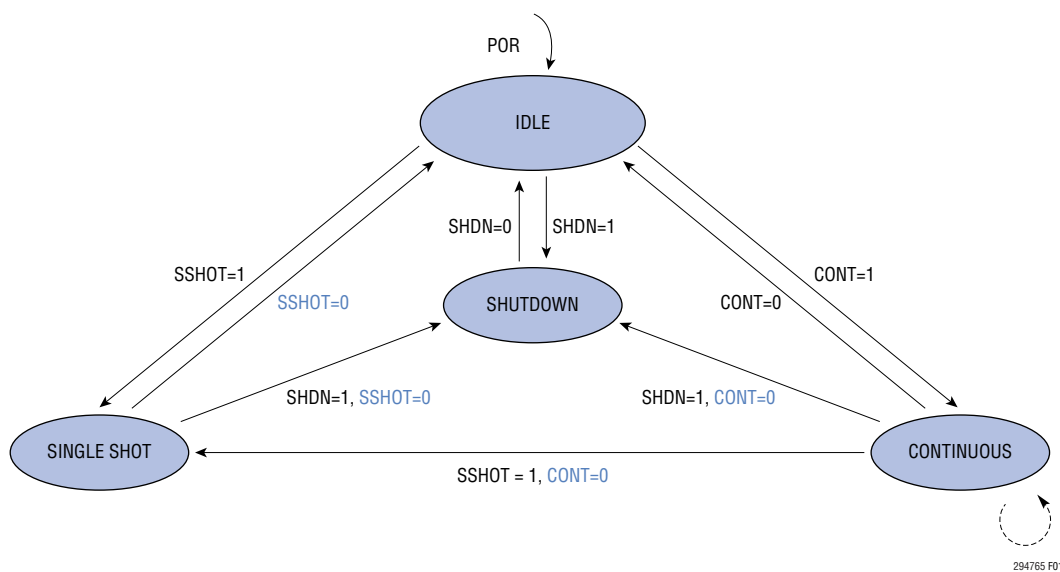 POR
IDLE
SHDN=0
SHDN=1
SSHOT=1
CONT=1
SSHOT=0
CONT=0
SHUTDOWN
SHDN=1, SSHOT=0
SHDN=1, CONT=0
SINGLE SHOT
CONTINUOUS
SSHOT = 1, CONT=0
294765 F0